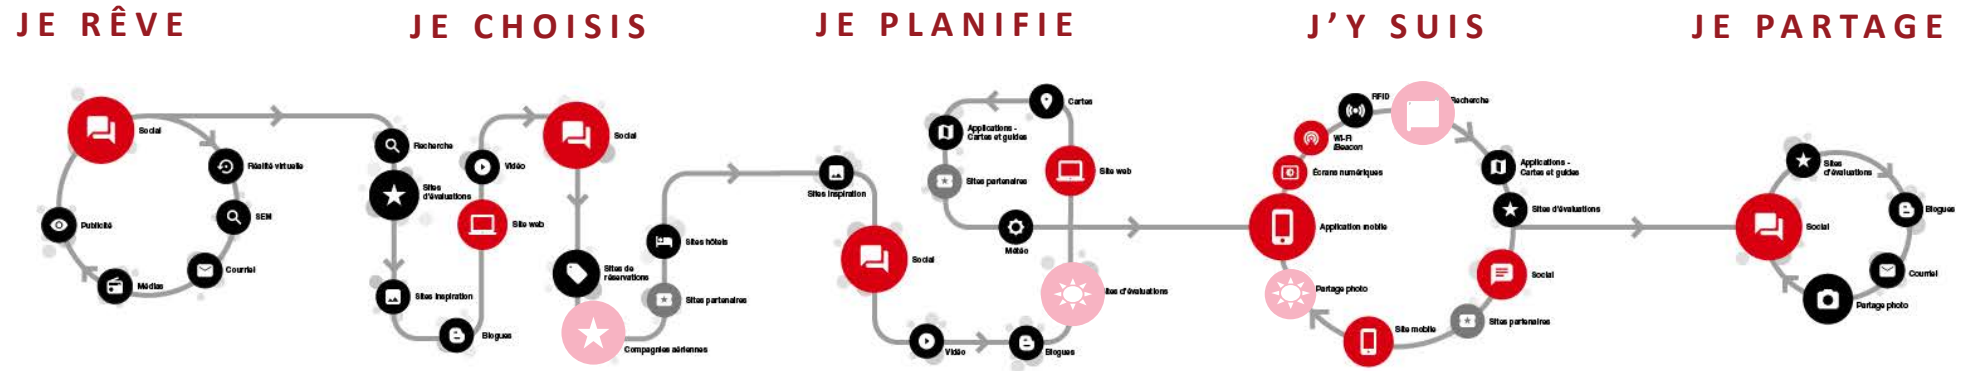 JE RÊVE
JE CHOISIS
JE PLANIFIE
J’Y SUIS
JE PARTAGE
Social
Réalité virtuelle
SEM
Courriel
Médias
Publicité
Recherche
Sites
d'évaluations
Sites inspiration
Blogues
Site web
Vidéo
Social
Sites de
réservations
Compagnies aériennes
Sites partenaires
Sites hôtels
Sites inspiration
Social
Vidéo
Blogues
ites d'évaluations
Site web
Cartes
Applications -
Cartes et guides
Sites partenaires
Météo
Application mobile
Écrans numériques
Wi-Fi
Beacon
RFID
Recherche
Applications -
Cartes et guides
Sites d'évaluations
Social
Sites partenaires
Site mobile
Partage photo
Social
Sites
d'évaluations
Blogues
Courriel
Partage photo